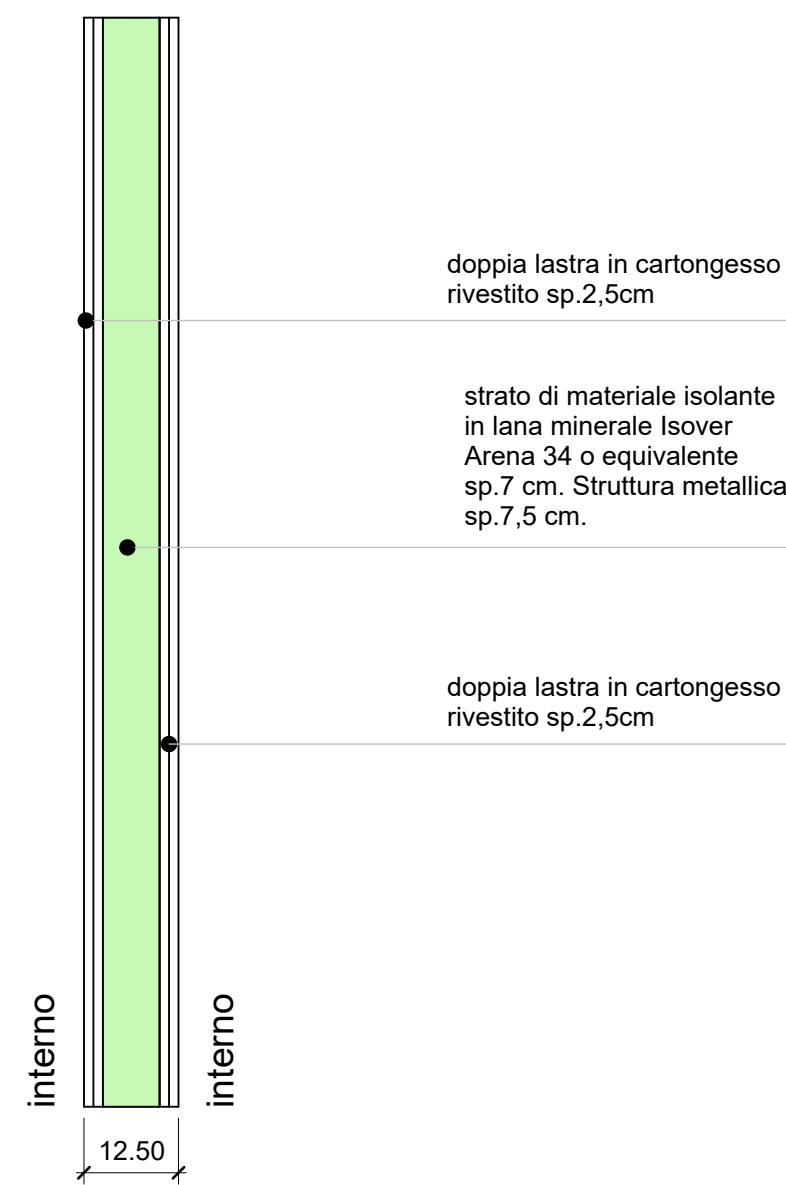 doppia lastra in cartongesso
rivestito sp.2,5cm
strato di materiale isolante
in lana minerale Isover
Arena 34 o equivalente
sp.7 cm. Struttura metallica
sp.7,5 cm.
doppia lastra in cartongesso
rivestito sp.2,5cm
interno
interno
12.50